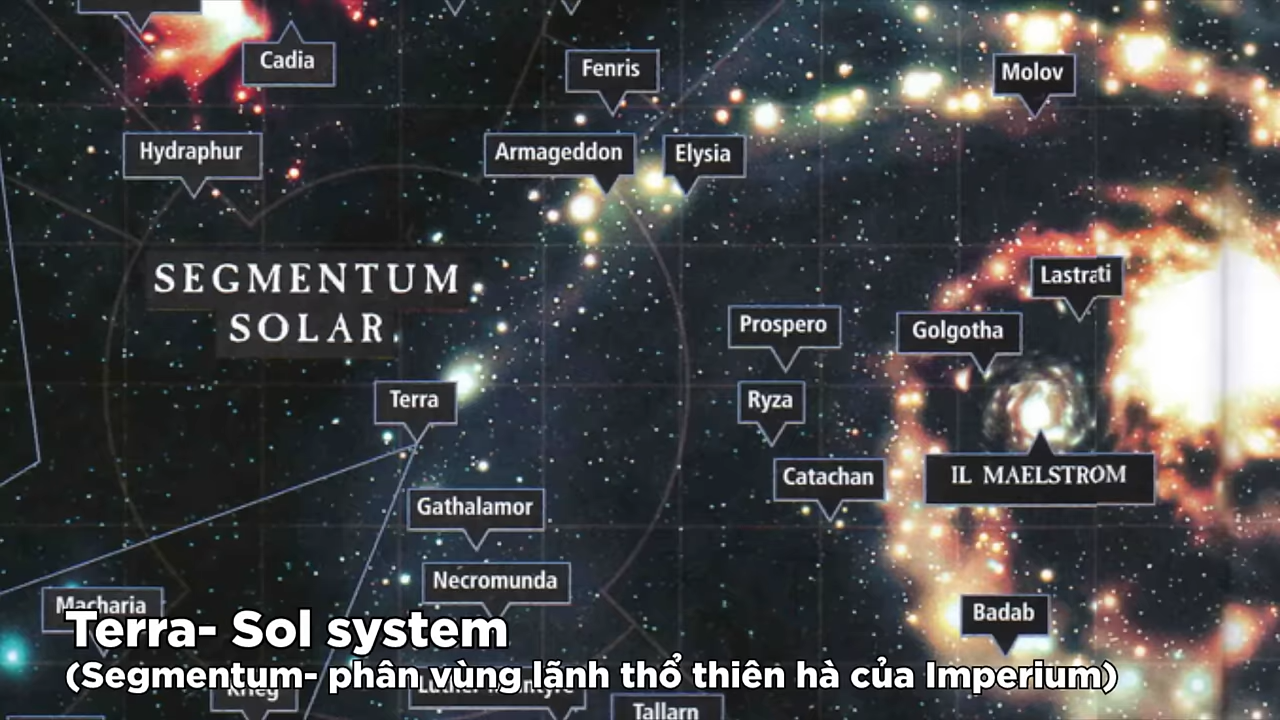 Cadia
Fenris
Molov
Hydraphur
Armageddon
Elysia
SEGMENTUM
SOLAR
Lastrati
Prospero
Golgotha
Terra
Ryza
Catachan
IL MAELSTROM
Gathalamor
Necromunda
Macharia
Badab
Terra- Sol system
(Segmentum- phân vùng lãnh thổ thiên hà của Imperium)
Krieg
Tallarn